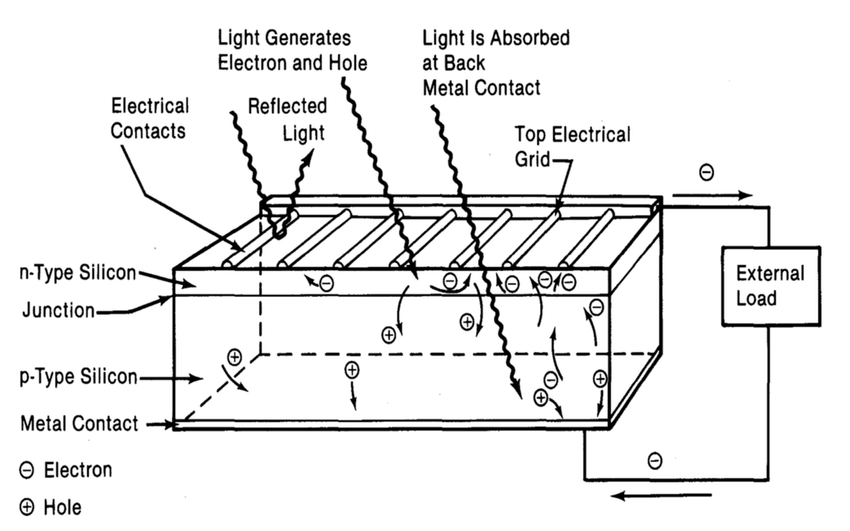 Light Generates
Electron and Hole
Light Is Absorbed
at Back
Metal Contact
Electrical
Contacts
Reflected
Light
Top Electrical
Grid
n-Type Silicon
Junction
External
Load
p-Type Silicon
Metal Contact
Electron
Hole